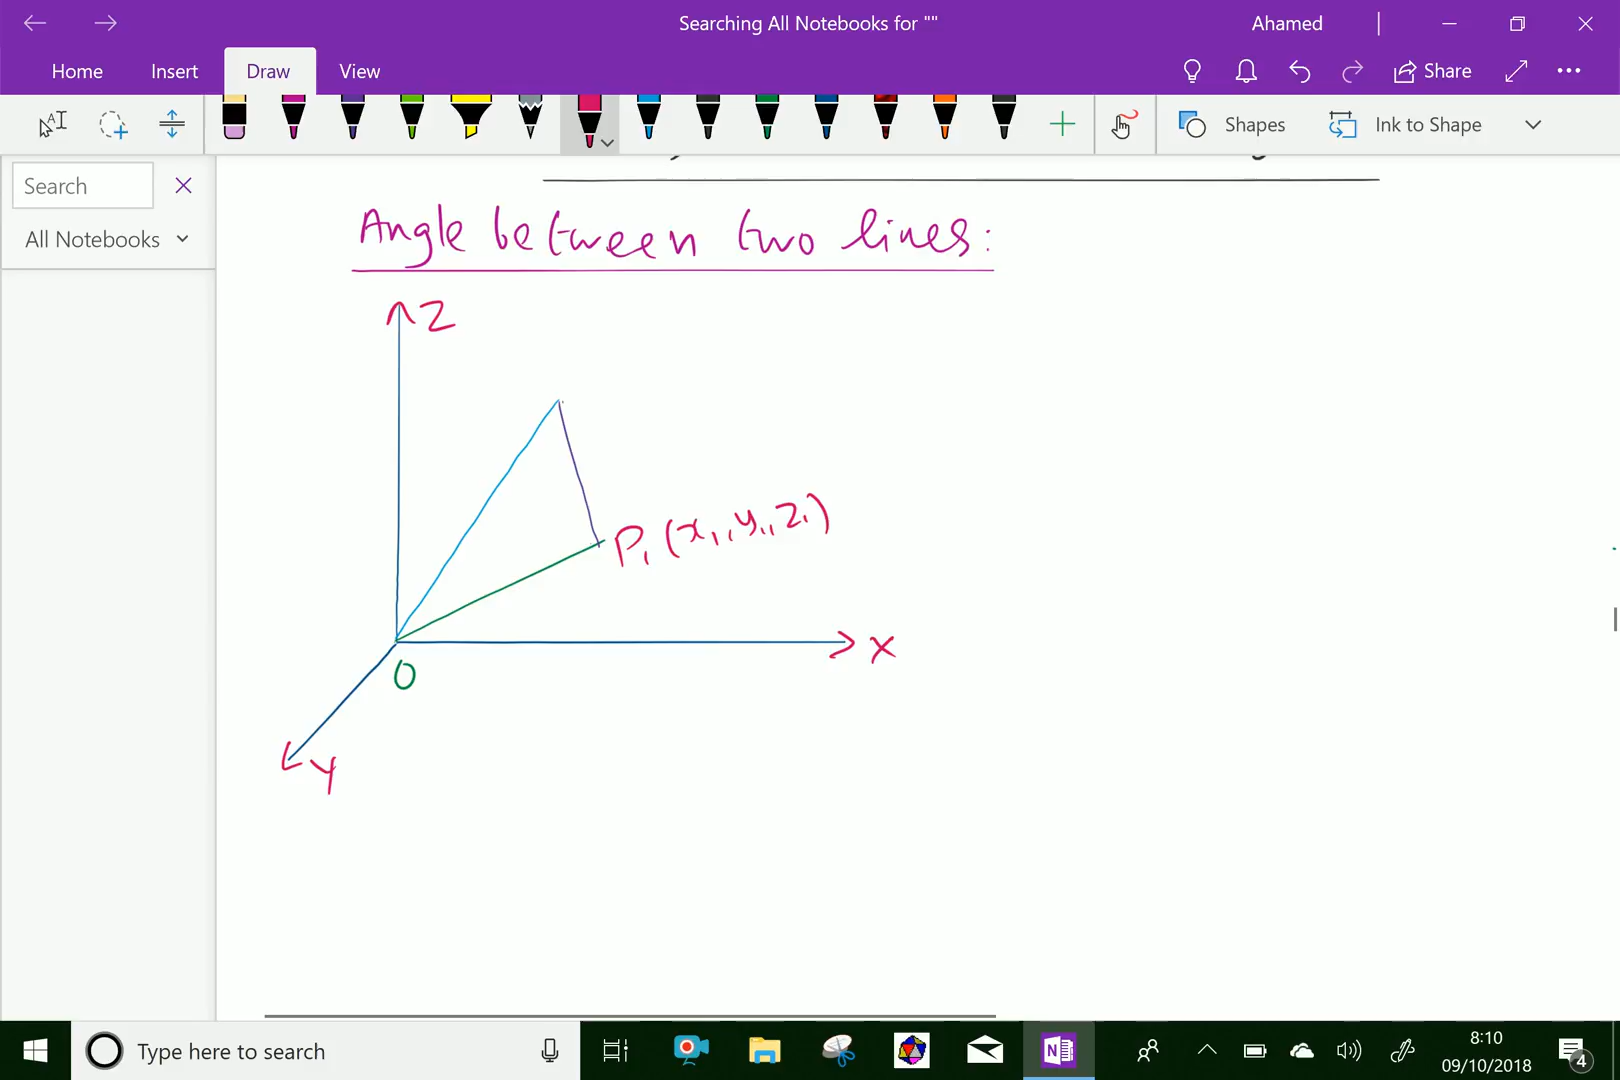 Searching All Notebooks for ""
Ahamed
Home
Insert
Draw
View
Share
Shapes
Ink to Shape
Search
All Notebooks
Angle between two lines:
Z
P₁ (x₁, y₁, z₁)
X
O
Y
Type here to search
8:10
09/10/2018
4